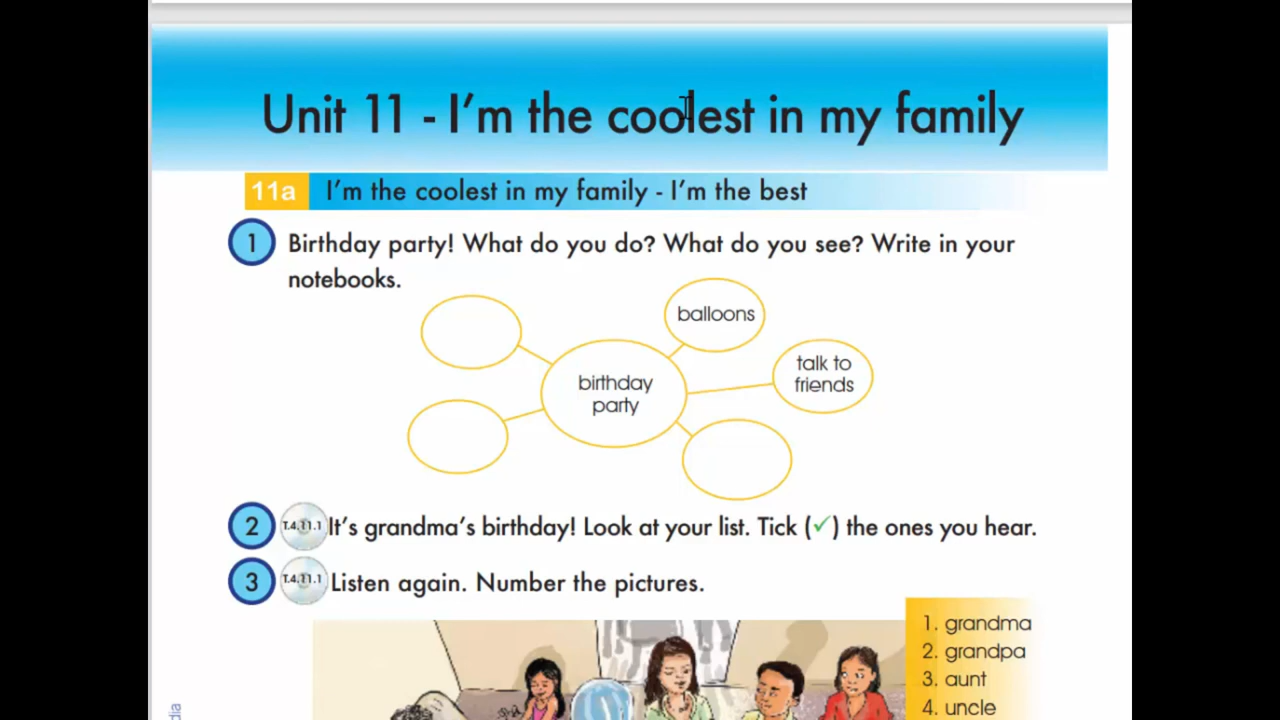 Unit 11 - I'm the coolest in my family
11a I'm the coolest in my family - I'm the best
1 Birthday party! What do you do? What do you see? Write in your
notebooks.
balloons
talk to
friends
birthday
party
2 T.4.11.1 It's grandma's birthday! Look at your list. Tick (✓) the ones you hear.
3 T.4.11.1 Listen again. Number the pictures.
1. grandma
2. grandpa
3. aunt
4. uncle
dia